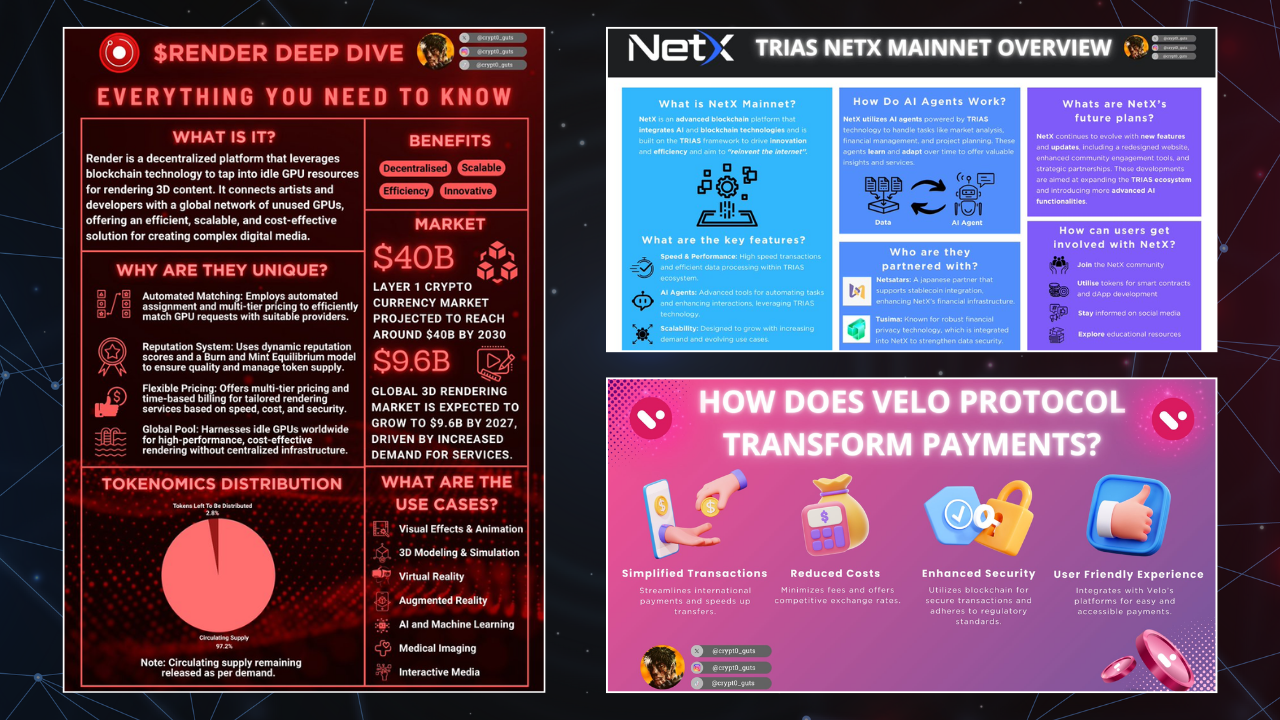 $RENDER DEEP DIVE
@crypt0_guts
@crypt0_guts
@crypt0_guts
EVERYTHING YOU NEED TO KNOW
WHAT IS IT?
Render is a decentralized platform that leverages
blockchain technology to tap into idle GPU resources
for rendering 3D content. It connects artists and
developers with a global network of unused GPUs,
offering an efficient, scalable, and cost-effective
solution for creating complex digital media.
WHY ARE THEY UNIQUE?
Automated Matching: Employs automated
assignment and multi-tier pricing to efficiently
match GPU requests with suitable providers.
Reputation System: Uses dynamic reputation
scores and a Burn and Mint Equilibrium model
to ensure quality and manage token supply.
Flexible Pricing: Offers multi-tier pricing and
time-based billing for tailored rendering
services based on speed, cost, and security.
Global Pool: Harnesses idle GPUs worldwide
for high-performance, cost-effective
rendering without centralized infrastructure.
TOKENOMICS DISTRIBUTION
Tokens Left To Be Distributed
2.8%
Circulating Supply
97.2%
Note: Circulating supply remaining
released as per demand.
BENEFITS
Decentralised
Scalable
Efficiency
Innovative
MARKET
$40B
LAYER 1 CRYPTO
CURRENCY MARKET
PROJECTED TO REACH
AROUND $40B BY 2030
$9.6B
GLOBAL 3D RENDERING
MARKET IS EXPECTED TO
GROW TO $9.6B BY 2027,
DRIVEN BY INCREASED
DEMAND FOR SERVICES.
WHAT ARE THE
USE CASES?
Visual Effects & Animation
3D Modeling & Simulation
Virtual Reality
Augmented Reality
AI and Machine Learning
Medical Imaging
Interactive Media
NetX
TRIAS NETX MAINNET OVERVIEW
@crypt0_guts
@crypt0_guts
@crypt0_guts
What is NetX Mainnet?
NetX is an advanced blockchain platform that
integrates AI and blockchain technologies and is
built on the TRIAS framework to drive innovation
and efficiency and aim to "reinvent the internet".
What are the key features?
Speed & Performance: High speed transactions
and efficient data processing within TRIAS
ecosystem.
AI Agents: Advanced tools for automating tasks
and enhancing interactions, leveraging TRIAS
technology.
Scalability: Designed to grow with increasing
demand and evolving use cases.
How Do AI Agents Work?
NetX utilizes AI agents powered by TRIAS
technology to handle tasks like market analysis,
financial management, and project planning. These
agents learn and adapt over time to offer valuable
insights and services.
Data
AI Agent
Who are they
partnered with?
Netsatars: A japanese partner that
supports stablecoin integration,
enhancing NetX's financial infrastructure.
Tusima: Known for robust financial
privacy technology, which is integrated
into NetX to strengthen data security.
Whats are NetX's
future plans?
NetX continues to evolve with new features
and updates, including a redesigned website,
enhanced community engagement tools, and
strategic partnerships. These developments
are aimed at expanding the TRIAS ecosystem
and introducing more advanced AI
functionalities.
How can users get
involved with NetX?
Join the NetX community
Utilise tokens for smart contracts
and dApp development
Stay informed on social media
Explore educational resources
HOW DOES VELO PROTOCOL
TRANSFORM PAYMENTS?
Simplified Transactions
Streamlines international
payments and speeds up
transfers.
Reduced Costs
Minimizes fees and offers
competitive exchange rates.
Enhanced Security
Utilizes blockchain for
secure transactions and
adheres to regulatory
standards.
User Friendly Experience
Integrates with Velo's
platforms for easy and
accessible payments.
@crypt0_guts
@crypt0_guts
@crypt0_guts